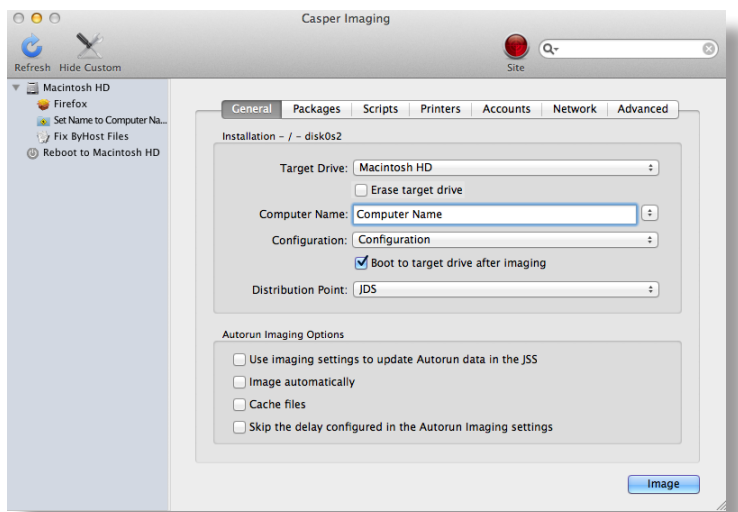 Casper Imaging
Refresh Hide Custom
Site
Macintosh HD
Firefox
Set Name to Computer Na...
Fix ByHost Files
Reboot to Macintosh HD
General Packages Scripts Printers Accounts Network Advanced
Installation - / - disk0s2
Target Drive: Macintosh HD
Erase target drive
Computer Name: Computer Name
Configuration: Configuration
Boot to target drive after imaging
Distribution Point: JDS
Autorun Imaging Options
Use imaging settings to update Autorun data in the JSS
Image automatically
Cache files
Skip the delay configured in the Autorun Imaging settings
Image